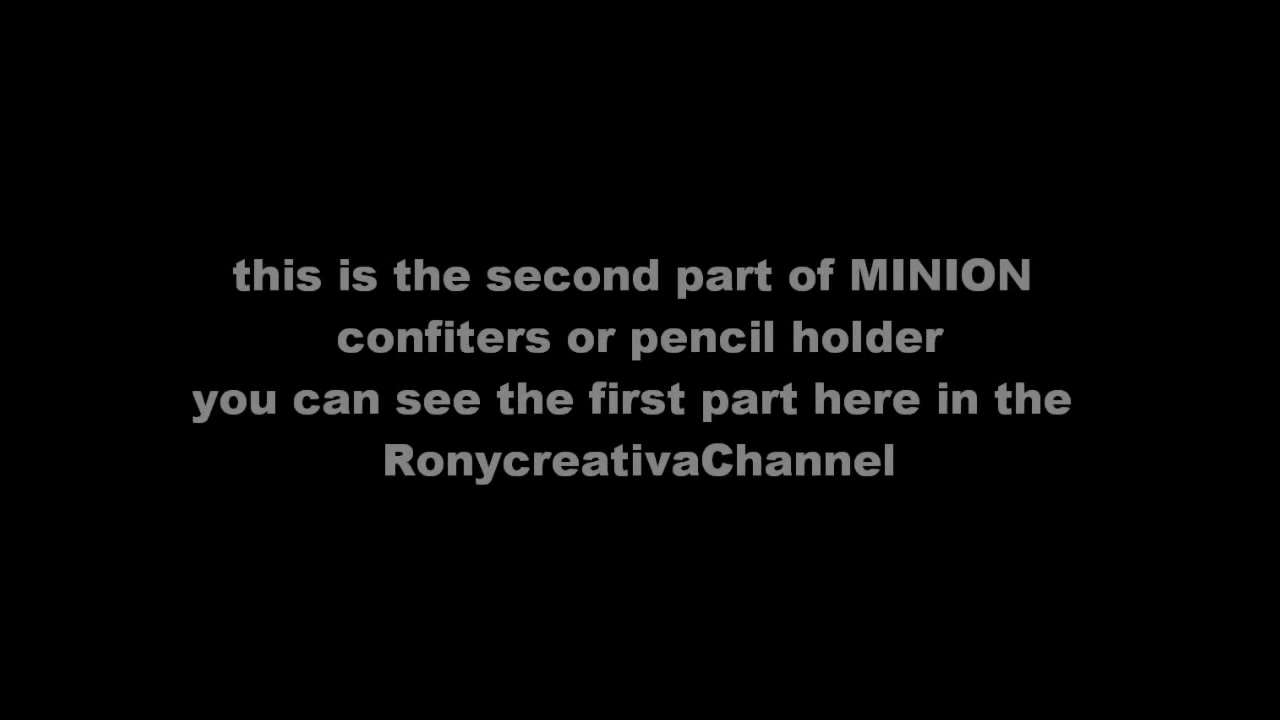 this is the second part of MINION
confiters or pencil holder
you can see the first part here in the
RonycreativaChannel